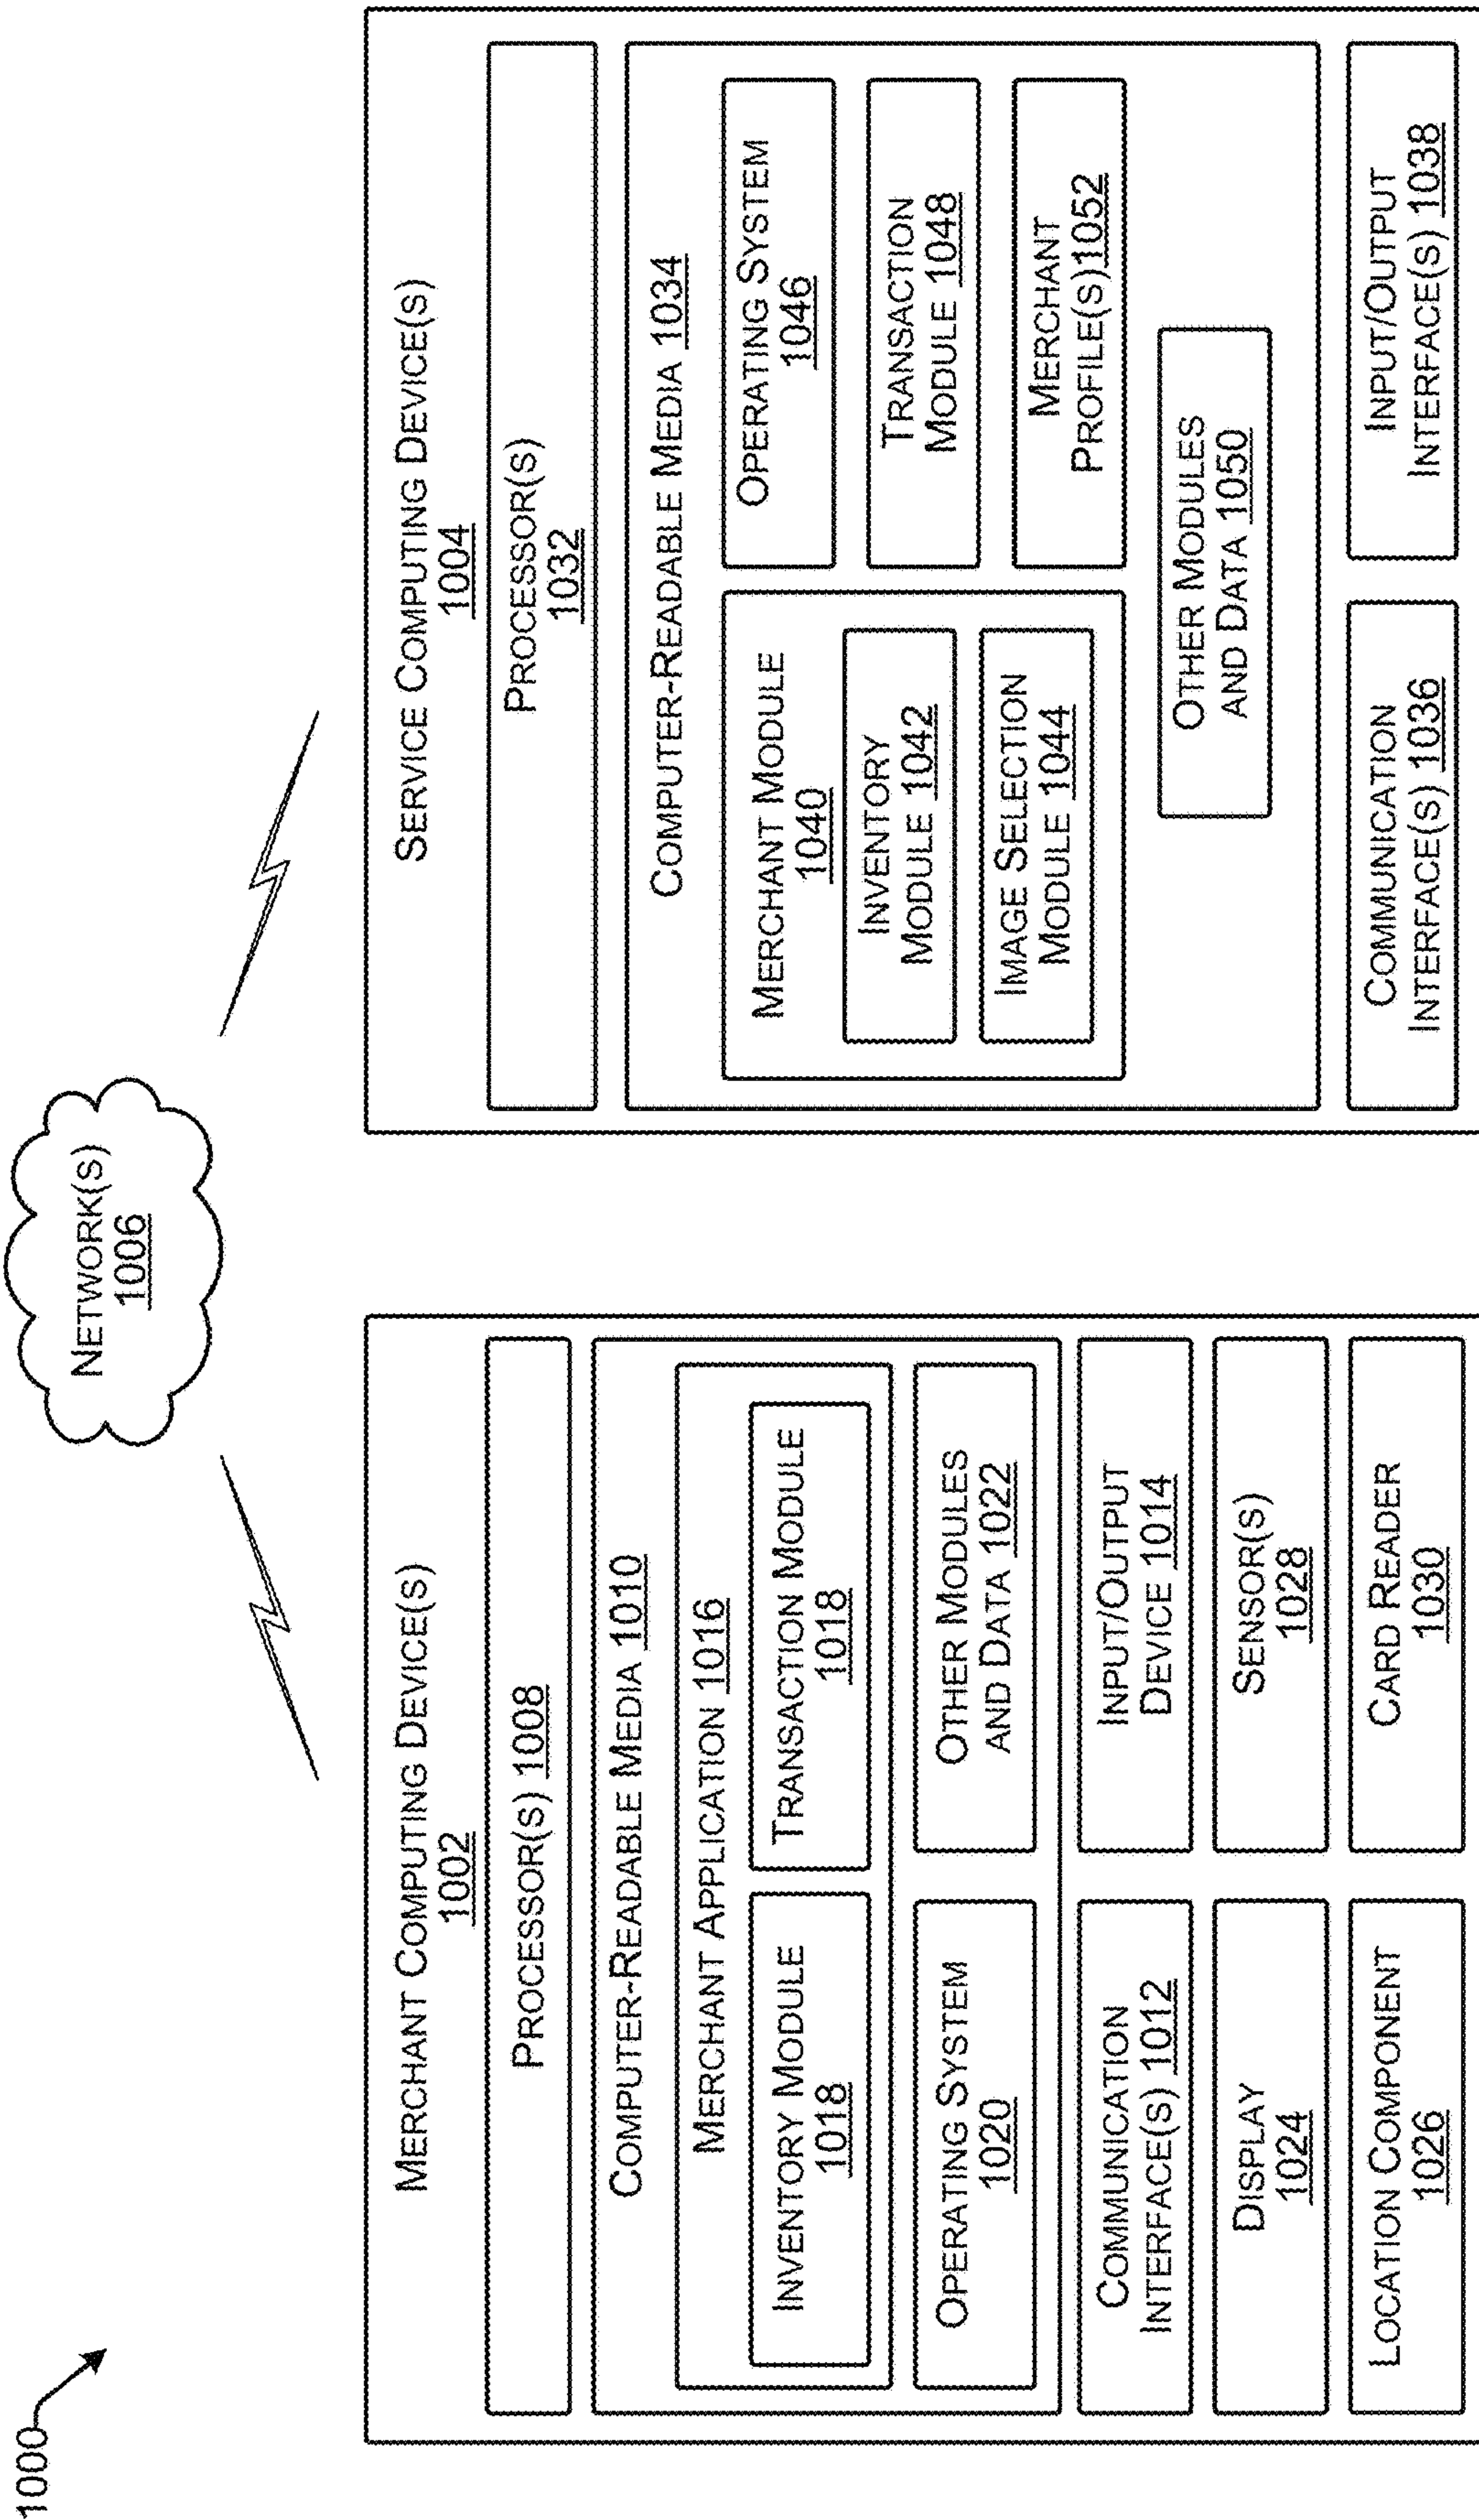 1000
NETWORK(S)
1006
MERCHANT COMPUTING DEVICE(S)
1002
PROCESSOR(S) 1008
COMPUTER-READABLE MEDIA 1010
MERCHANT APPLICATION 1016
INVENTORY MODULE
1018
TRANSACTION MODULE
1018
OPERATING SYSTEM
1020
OTHER MODULES
AND DATA 1022
COMMUNICATION
INTERFACE(S) 1012
INPUT/OUTPUT
DEVICE 1014
DISPLAY
1024
SENSOR(S)
1028
LOCATION COMPONENT
1026
CARD READER
1030
SERVICE COMPUTING DEVICE(S)
1004
PROCESSOR(S)
1032
COMPUTER-READABLE MEDIA 1034
MERCHANT MODULE
1040
INVENTORY
MODULE 1042
IMAGE SELECTION
MODULE 1044
OPERATING SYSTEM
1046
TRANSACTION
MODULE 1048
MERCHANT
PROFILE(S)1052
OTHER MODULES
AND DATA 1050
COMMUNICATION
INTERFACE(S) 1036
INPUT/OUTPUT
INTERFACE(S) 1038